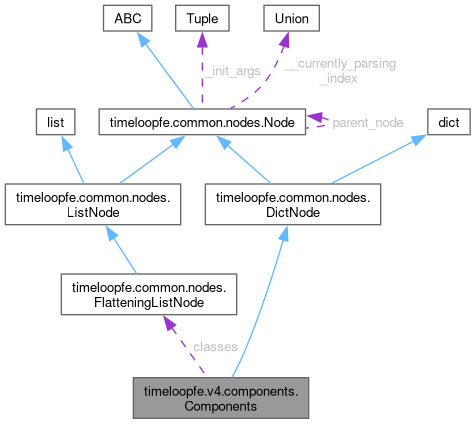 ABC
Tuple
Union
_init_args
__currently_parsing
_index
list
timeloopfe.common.nodes.Node
parent_node
dict
timeloopfe.common.nodes.
ListNode
timeloopfe.common.nodes.
DictNode
timeloopfe.common.nodes.
FlatteningListNode
classes
timeloopfe.v4.components.
Components